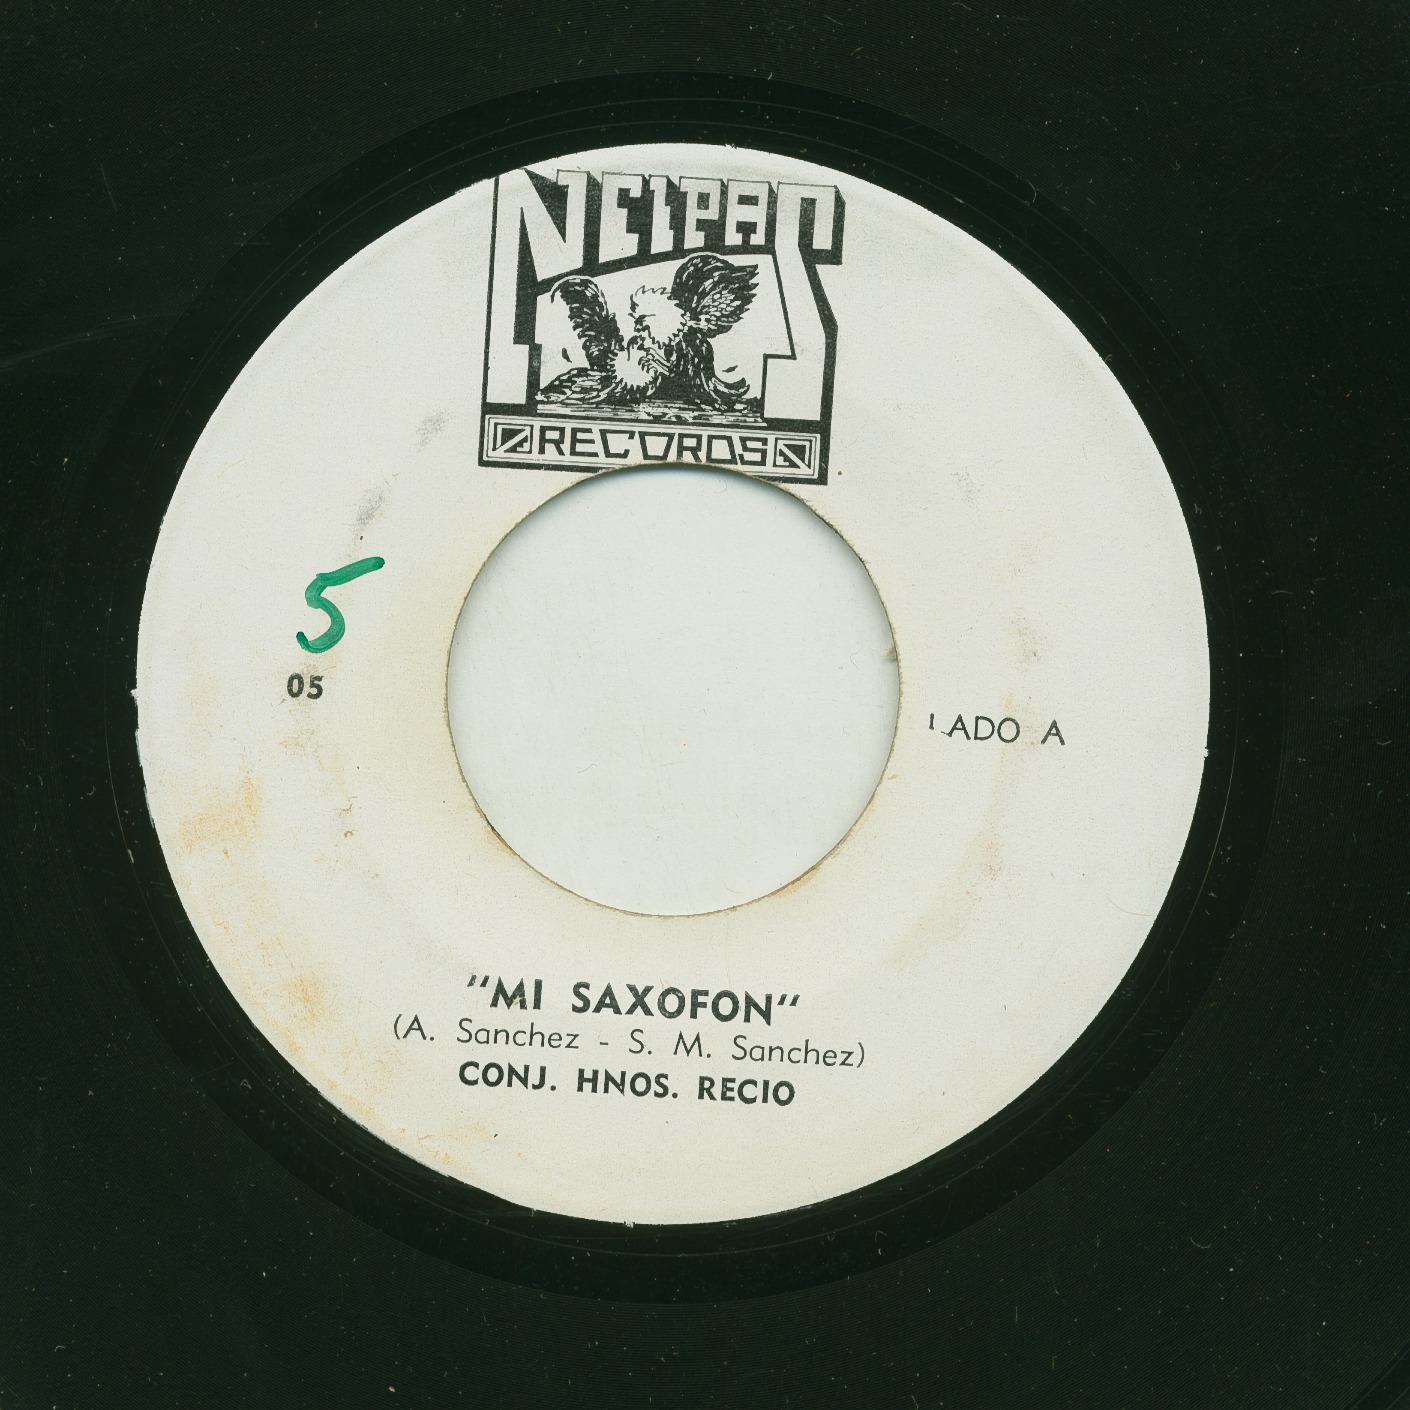 NEIPAS
RECORDS
5
05
LADO A
"MI SAXOFON"
(A. Sanchez - S. M. Sanchez)
CONJ. HNOS. RECIO